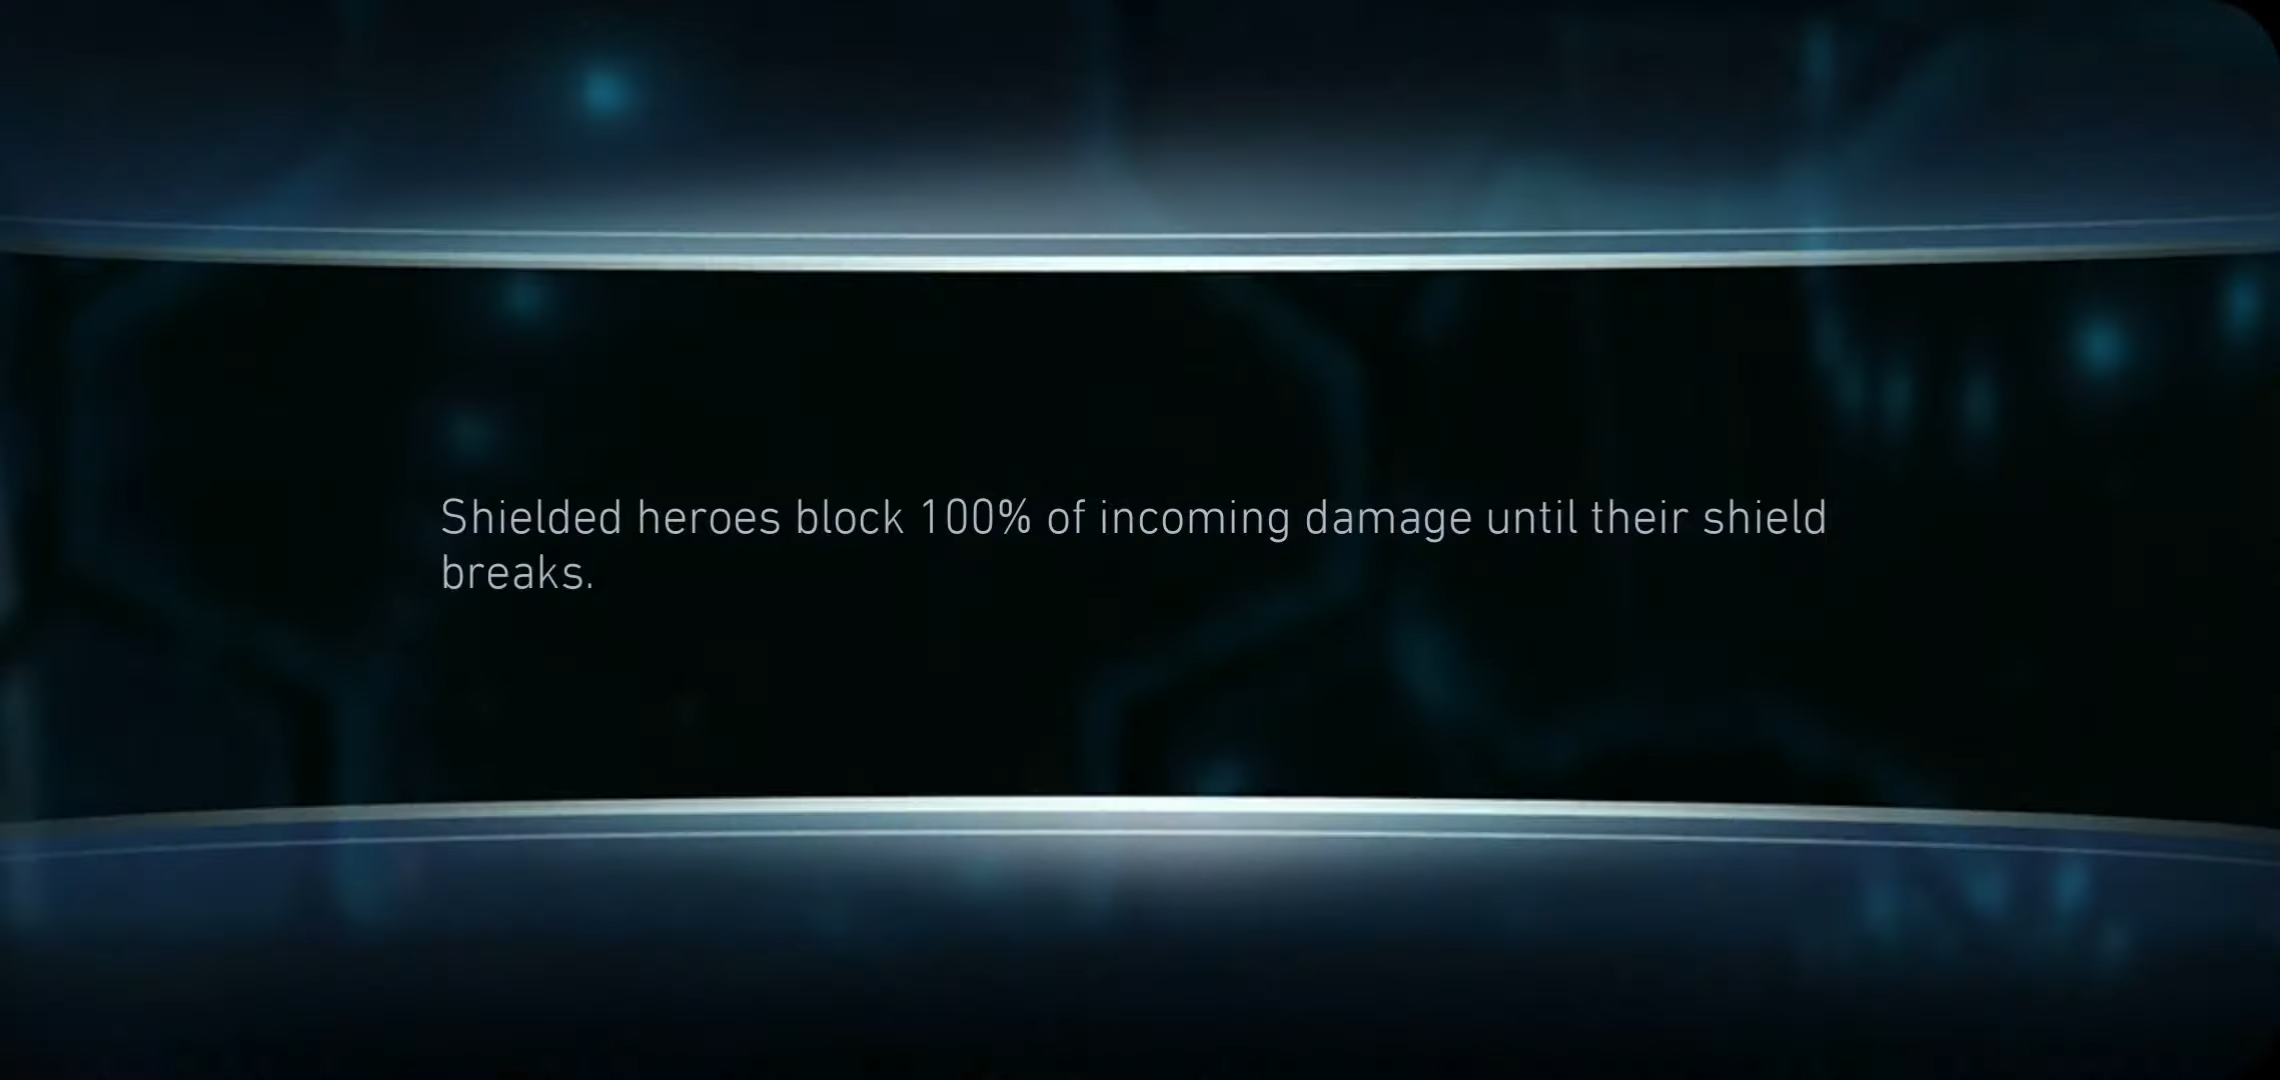 Shielded heroes block 100% of incoming damage until their shield
breaks.